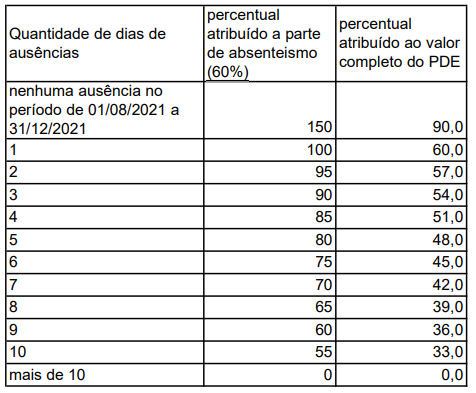 Quantidade de dias de
ausências
percentual
atribuído a parte
de absenteismo
(60%)
percentual
atribuído ao valor
completo do PDE
nenhuma ausência no
período de 01/08/2021 a
31/12/2021 150 90,0
1 100 60,0
2 95 57,0
3 90 54,0
4 85 51,0
5 80 48,0
6 75 45,0
7 70 42,0
8 65 39,0
9 60 36,0
10 55 33,0
mais de 10 0 0,0